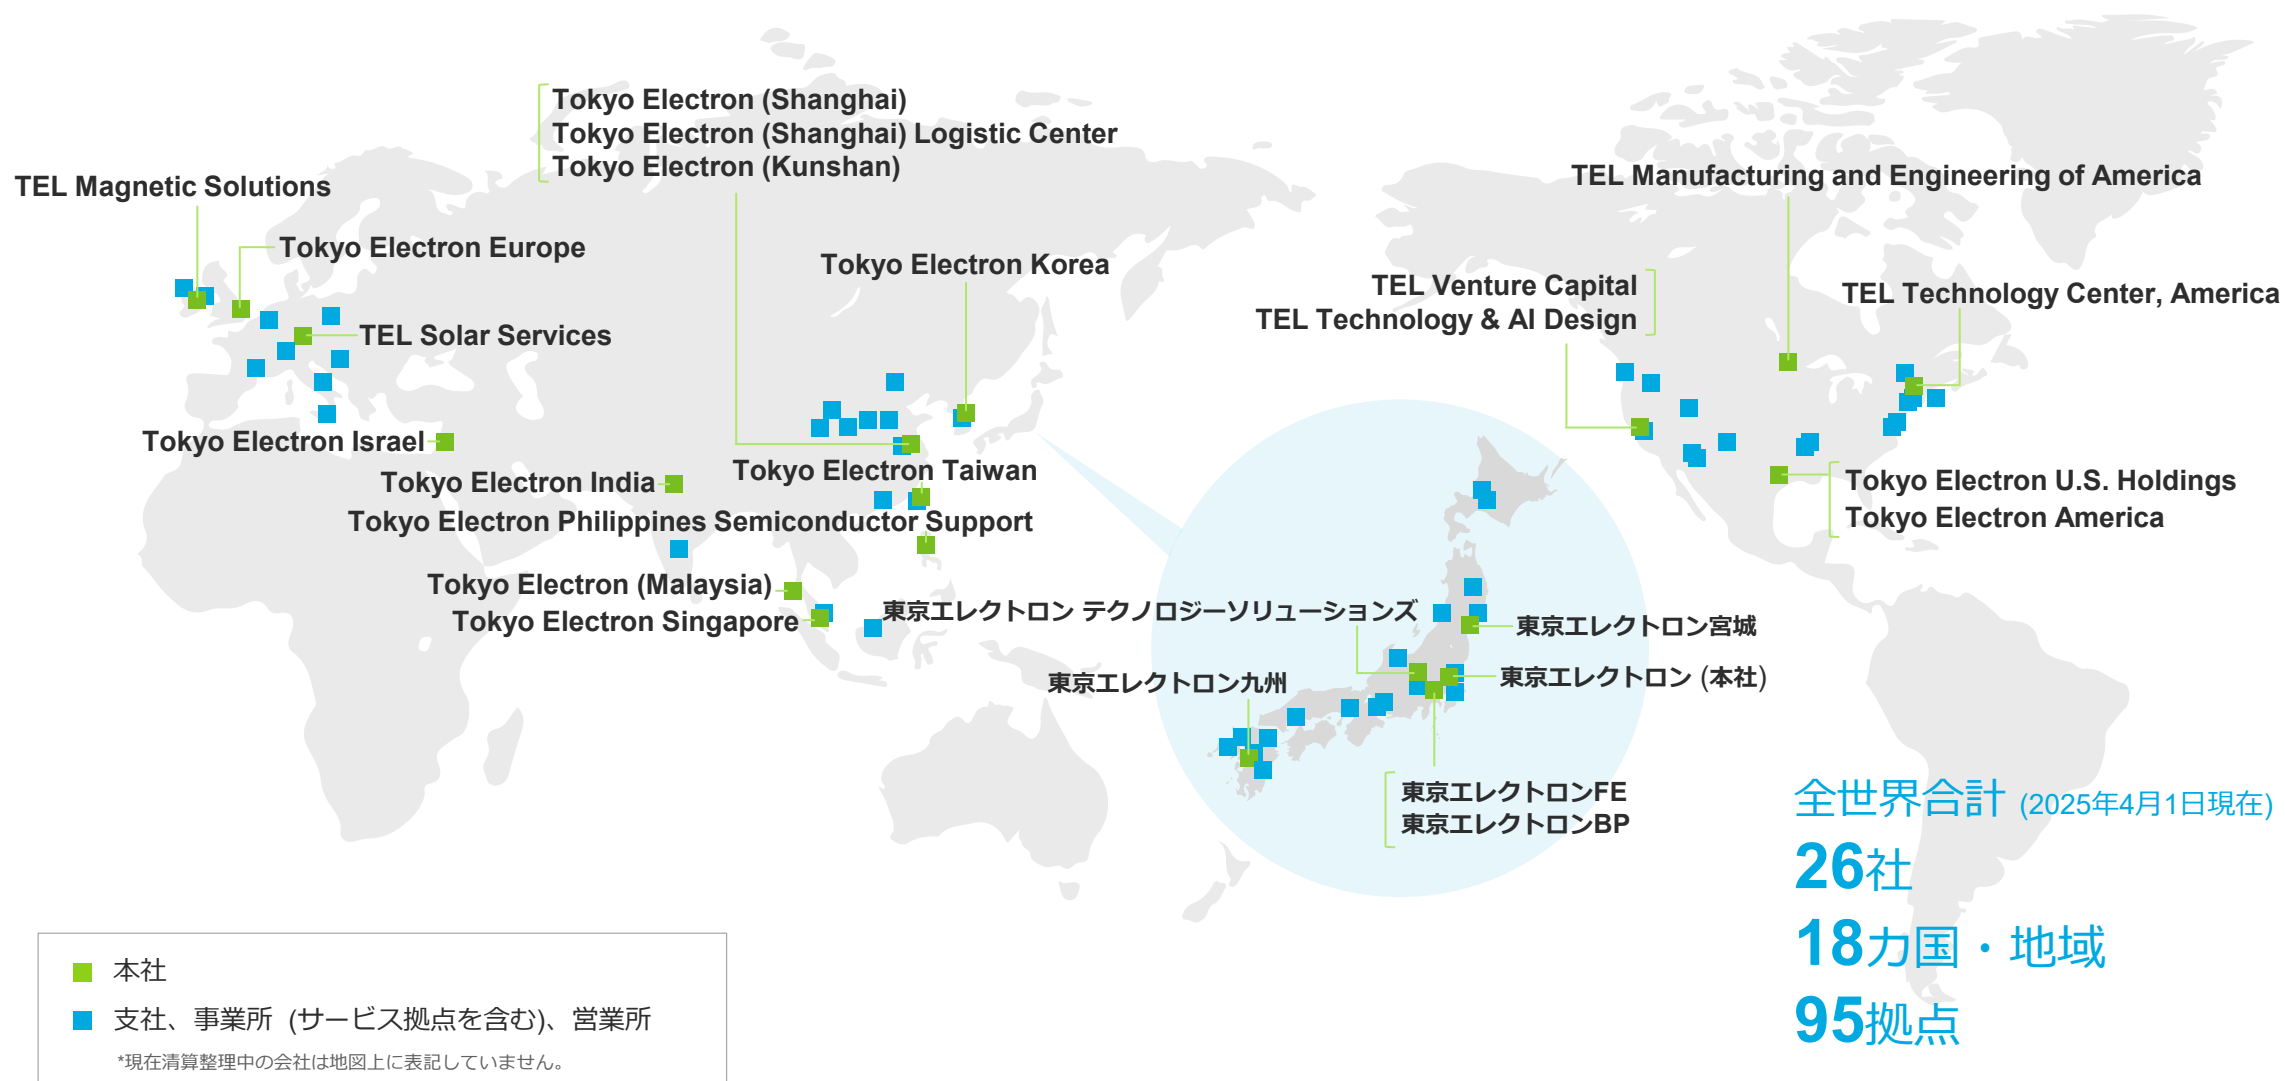 Tokyo Electron (Shanghai)
Tokyo Electron (Shanghai) Logistic Center
Tokyo Electron (Kunshan)
TEL Magnetic Solutions
Tokyo Electron Europe
Tokyo Electron Korea
TEL Solar Services
Tokyo Electron Israel
Tokyo Electron India
Tokyo Electron Taiwan
Tokyo Electron Philippines Semiconductor Support
Tokyo Electron (Malaysia)
Tokyo Electron Singapore
TEL Manufacturing and Engineering of America
TEL Venture Capital
TEL Technology & AI Design
TEL Technology Center, America
Tokyo Electron U.S. Holdings
Tokyo Electron America
東京エレクトロン テクノロジーソリューションズ
東京エレクトロン宮城
東京エレクトロン (本社)
東京エレクトロン九州
東京エレクトロンFE
東京エレクトロンBP
全世界合計 (2025年4月1日現在)
26社
18カ国・地域
95拠点
本社
支社、事業所 (サービス拠点を含む)、営業所
*現在清算整理中の会社は地図上に表記していません。